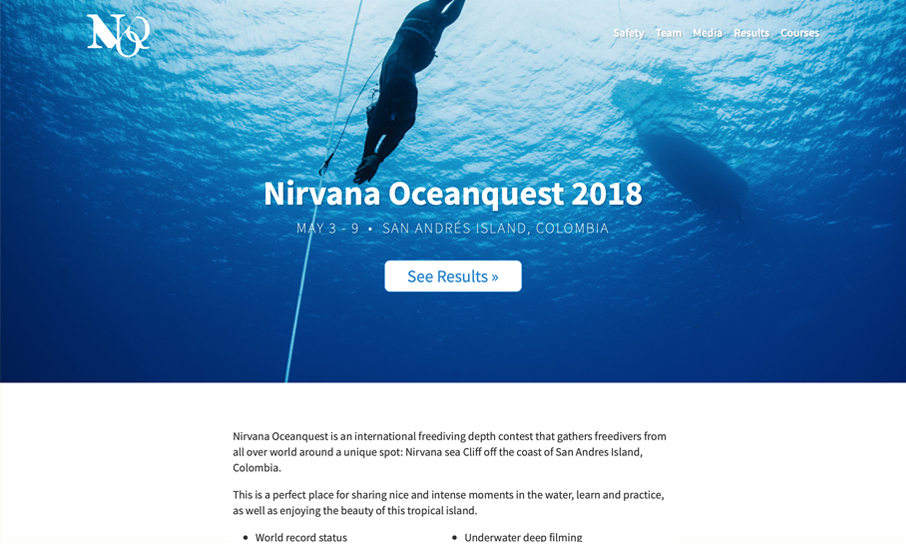 NOQ
Safety Team Media Results Courses
Nirvana Oceanquest 2018
MAY 3 - 9 • SAN ANDRÉS ISLAND, COLOMBIA
See Results »
Nirvana Oceanquest is an international freediving depth contest that gathers freedivers from
all over world around a unique spot: Nirvana sea Cliff off the coast of San Andres Island,
Colombia.
This is a perfect place for sharing nice and intense moments in the water, learn and practice,
as well as enjoying the beauty of this tropical island.
• World record status • Underwater deep filming